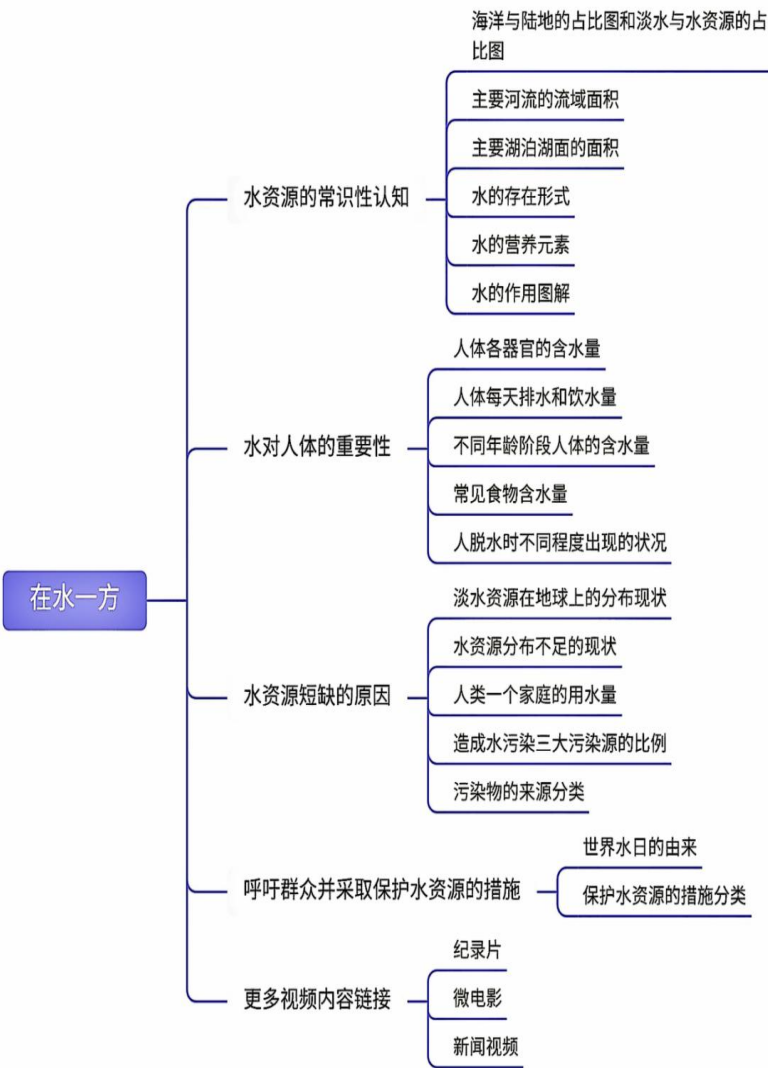 海洋与陆地的占比图和淡水与水资源的占
比图
主要河流的流域面积
主要湖泊湖面的面积
水资源的常识性认知
水的存在形式
水的营养元素
水的作用图解
人体各器官的含水量
人体每天排水和饮水量
水对人体的重要性
不同年龄阶段人体的含水量
常见食物含水量
人脱水时不同程度出现的状况
在水一方
淡水资源在地球上的分布现状
水资源分布不足的现状
水资源短缺的原因
人类一个家庭的用水量
造成水污染三大污染源的比例
污染物的来源分类
世界水日的由来
呼吁群众并采取保护水资源的措施
保护水资源的措施分类
纪录片
更多视频内容链接
微电影
新闻视频